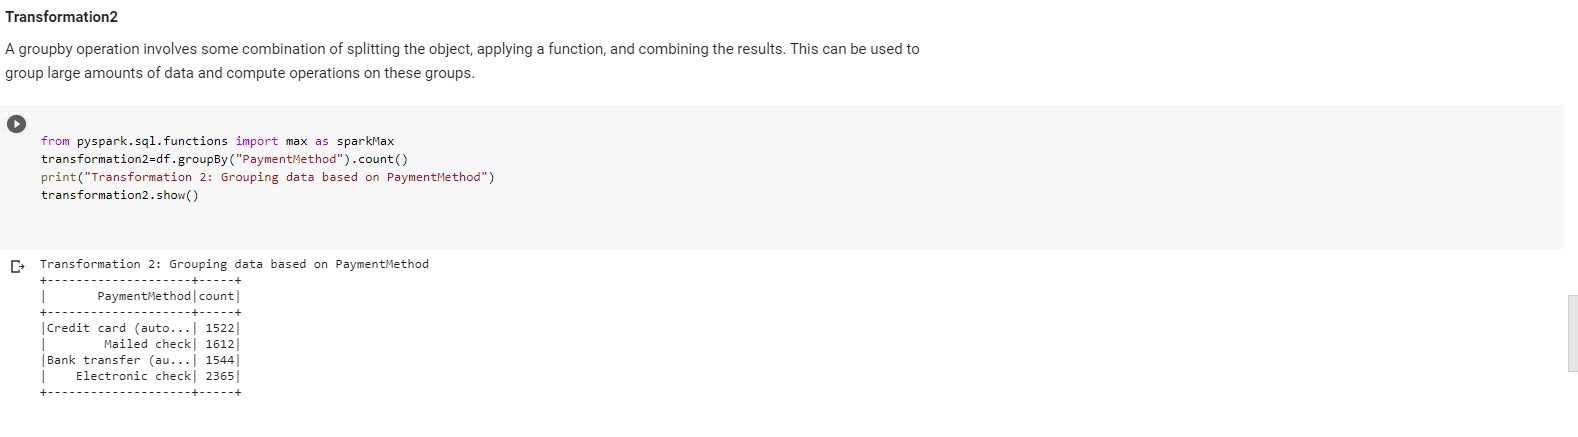 Transformation2
A groupby operation involves some combination of splitting the object, applying a function, and combining the results. This can be used to
group large amounts of data and compute operations on these groups.
from pyspark.sql.functions import max as sparkMax
transformation2=df.groupBy("PaymentMethod").count()
print("Transformation 2: Grouping data based on PaymentMethod")
transformation2.show()
Transformation 2: Grouping data based on PaymentMethod
+--------------------+-----+
|       PaymentMethod|count|
+--------------------+-----+
|Credit card (auto...| 1522|
|        Mailed check| 1612|
|Bank transfer (au...| 1544|
|    Electronic check| 2365|
+--------------------+-----+